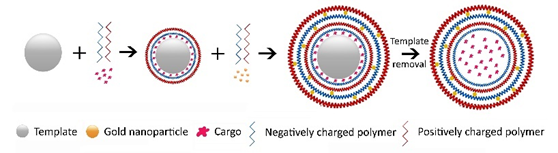 Template
removal
Template
Gold nanoparticle
Cargo
Negatively charged polymer
Positively charged polymer